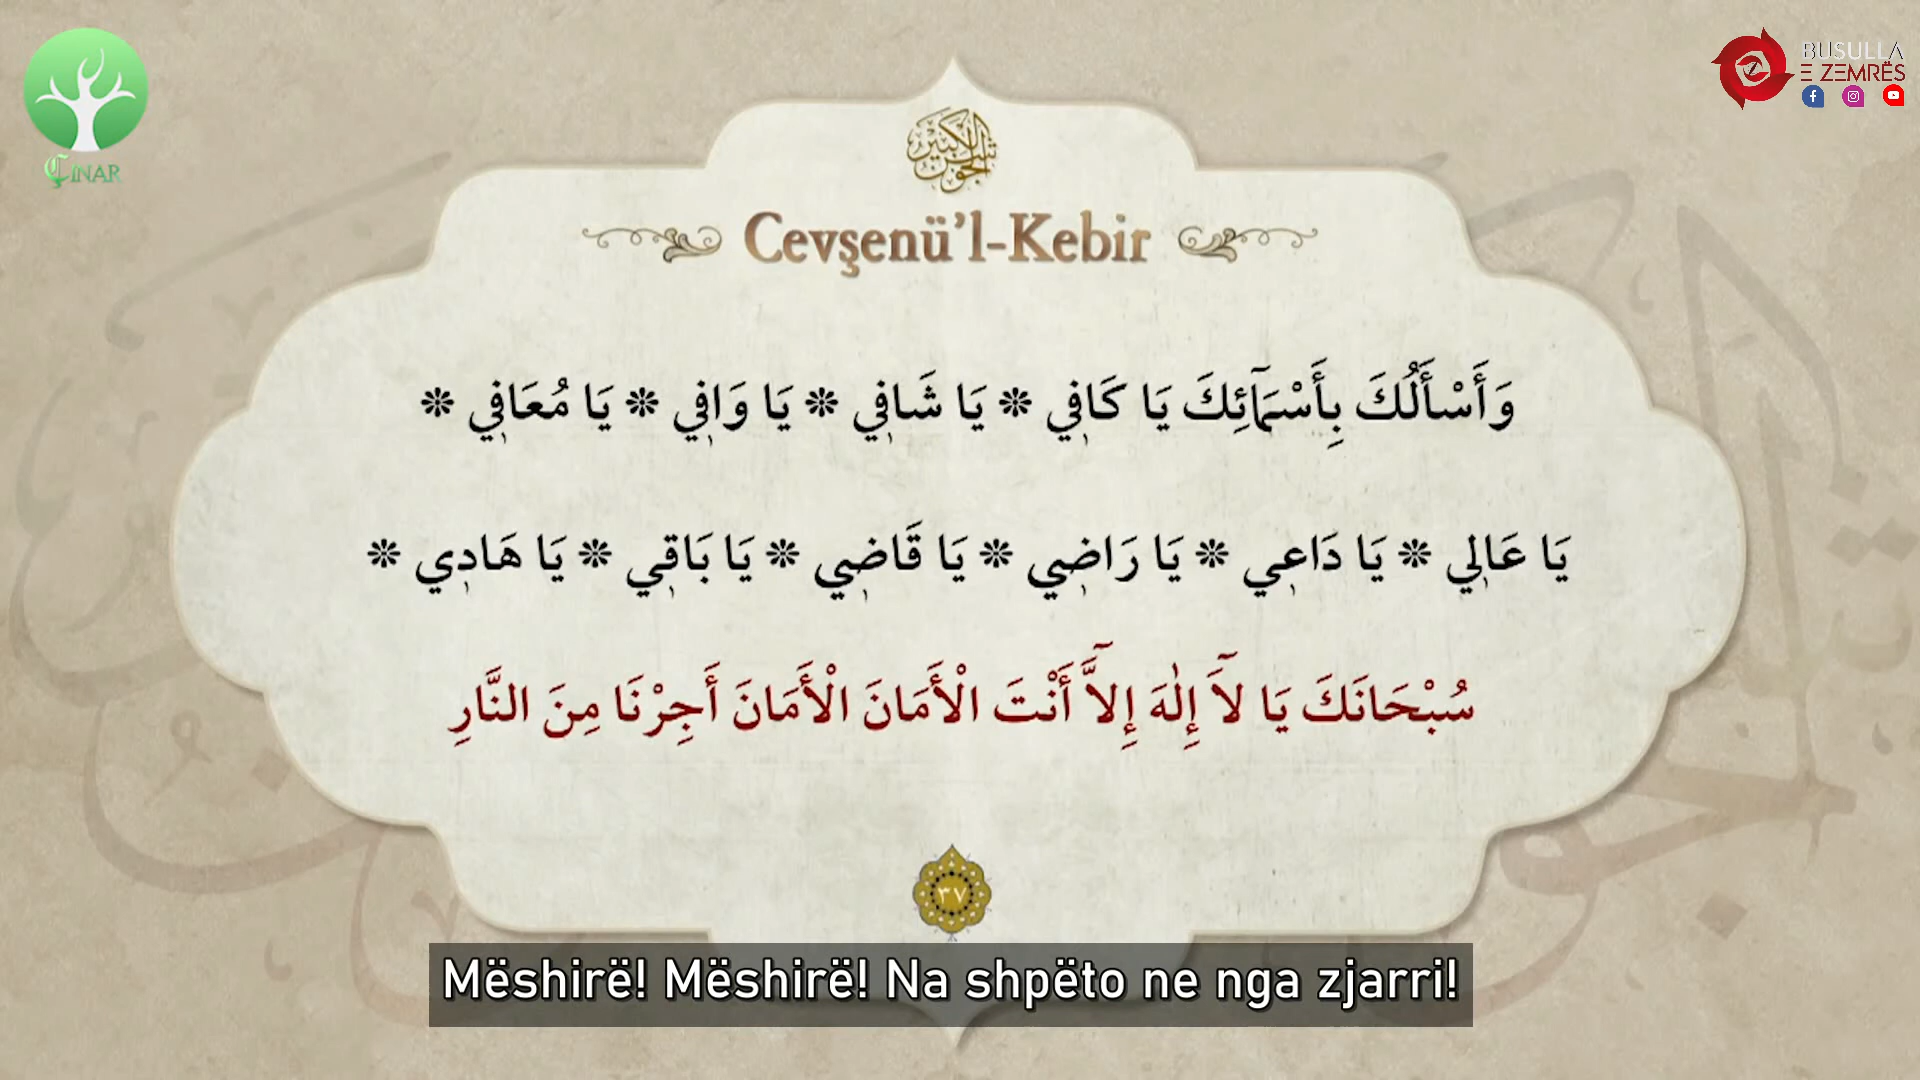 ÇINAR
BUSULLA
E ZEMRËS
Cevşenü’l-Kebir
وَأَسْأَلُكَ بِأَسْمَآئِكَ يَا كَافِي ❊ يَا شَافِي ❊ يَا وَافِي ❊ يَا مُعَافِي ❊
يَا عَالِي ❊ يَا دَاعِي ❊ يَا رَاضِي ❊ يَا قَاضِي ❊ يَا بَاقِي ❊ يَا هَادِي ❊
سُبْحَانَكَ يَا لَآ إِلٰهَ إِلَّآ أَنْتَ الْأَمَانَ الْأَمَانَ أَجِرْنَا مِنَ النَّارِ
٣٧
Mëshirë! Mëshirë! Na shpëto ne nga zjarri!